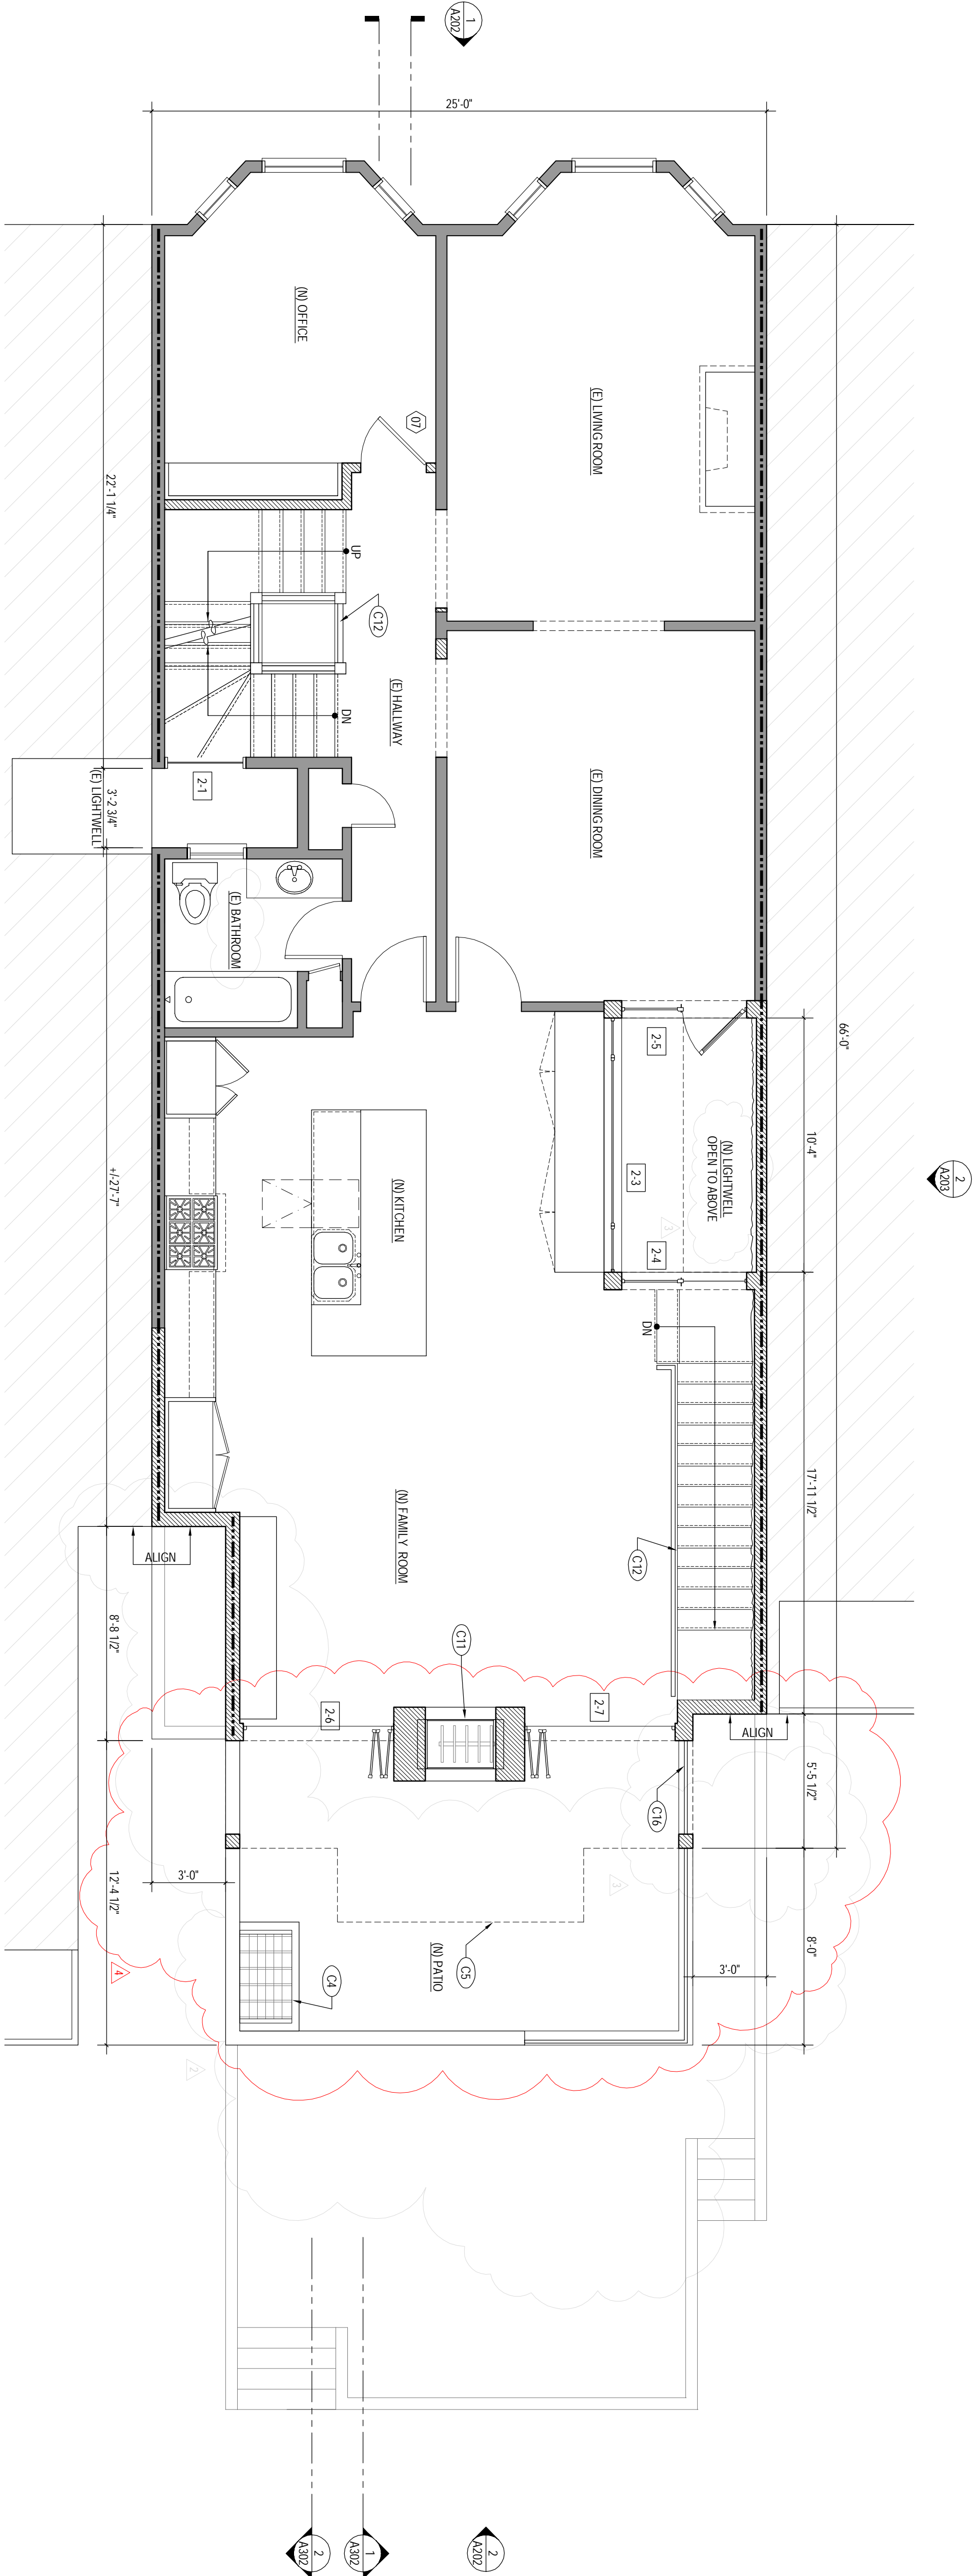 1
A202
25'-0"
(N) OFFICE
(E) LIVING ROOM
07
22'-1 1/4"
UP
C12
(E) HALLWAY
DN
(E) DINING ROOM
2-1
3'-2 3/4"
(E) LIGHTWELL
(E) BATHROOM
66'-0"
2-5
10'-4"
(N) LIGHTWELL
OPEN TO ABOVE
2
A203
2-3
2-4
3
+/-27'-7"
(N) KITCHEN
DN
17'-11 1/2"
(N) FAMILY ROOM
C12
ALIGN
8'-8 1/2"
C11
2-6
2-7
ALIGN
C16
5'-5 1/2"
12'-4 1/2"
3'-0"
3
(N) PATIO
C5
C4
8'-0"
3'-0"
4
2
2
A302
1
A302
2
A202